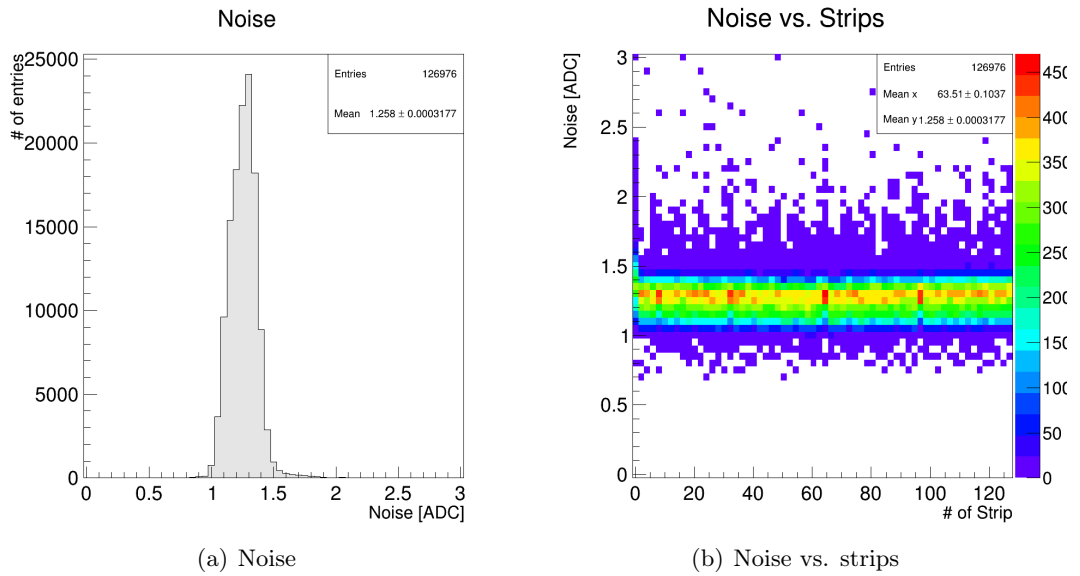 Noise
# of entries
25000
20000
15000
10000
5000
0
Entries 126976
Mean 1.258 ± 0.0003177
0 0.5 1 1.5 2 2.5 3
Noise [ADC]
(a) Noise
Noise vs. Strips
Noise [ADC]
3
2.5
2
1.5
1
0.5
0
Entries 126976
Mean x 63.51 ± 0.1037
Mean y 1.258 ± 0.0003177
450
400
350
300
250
200
150
100
50
0
0 20 40 60 80 100 120
# of Strip
(b) Noise vs. strips